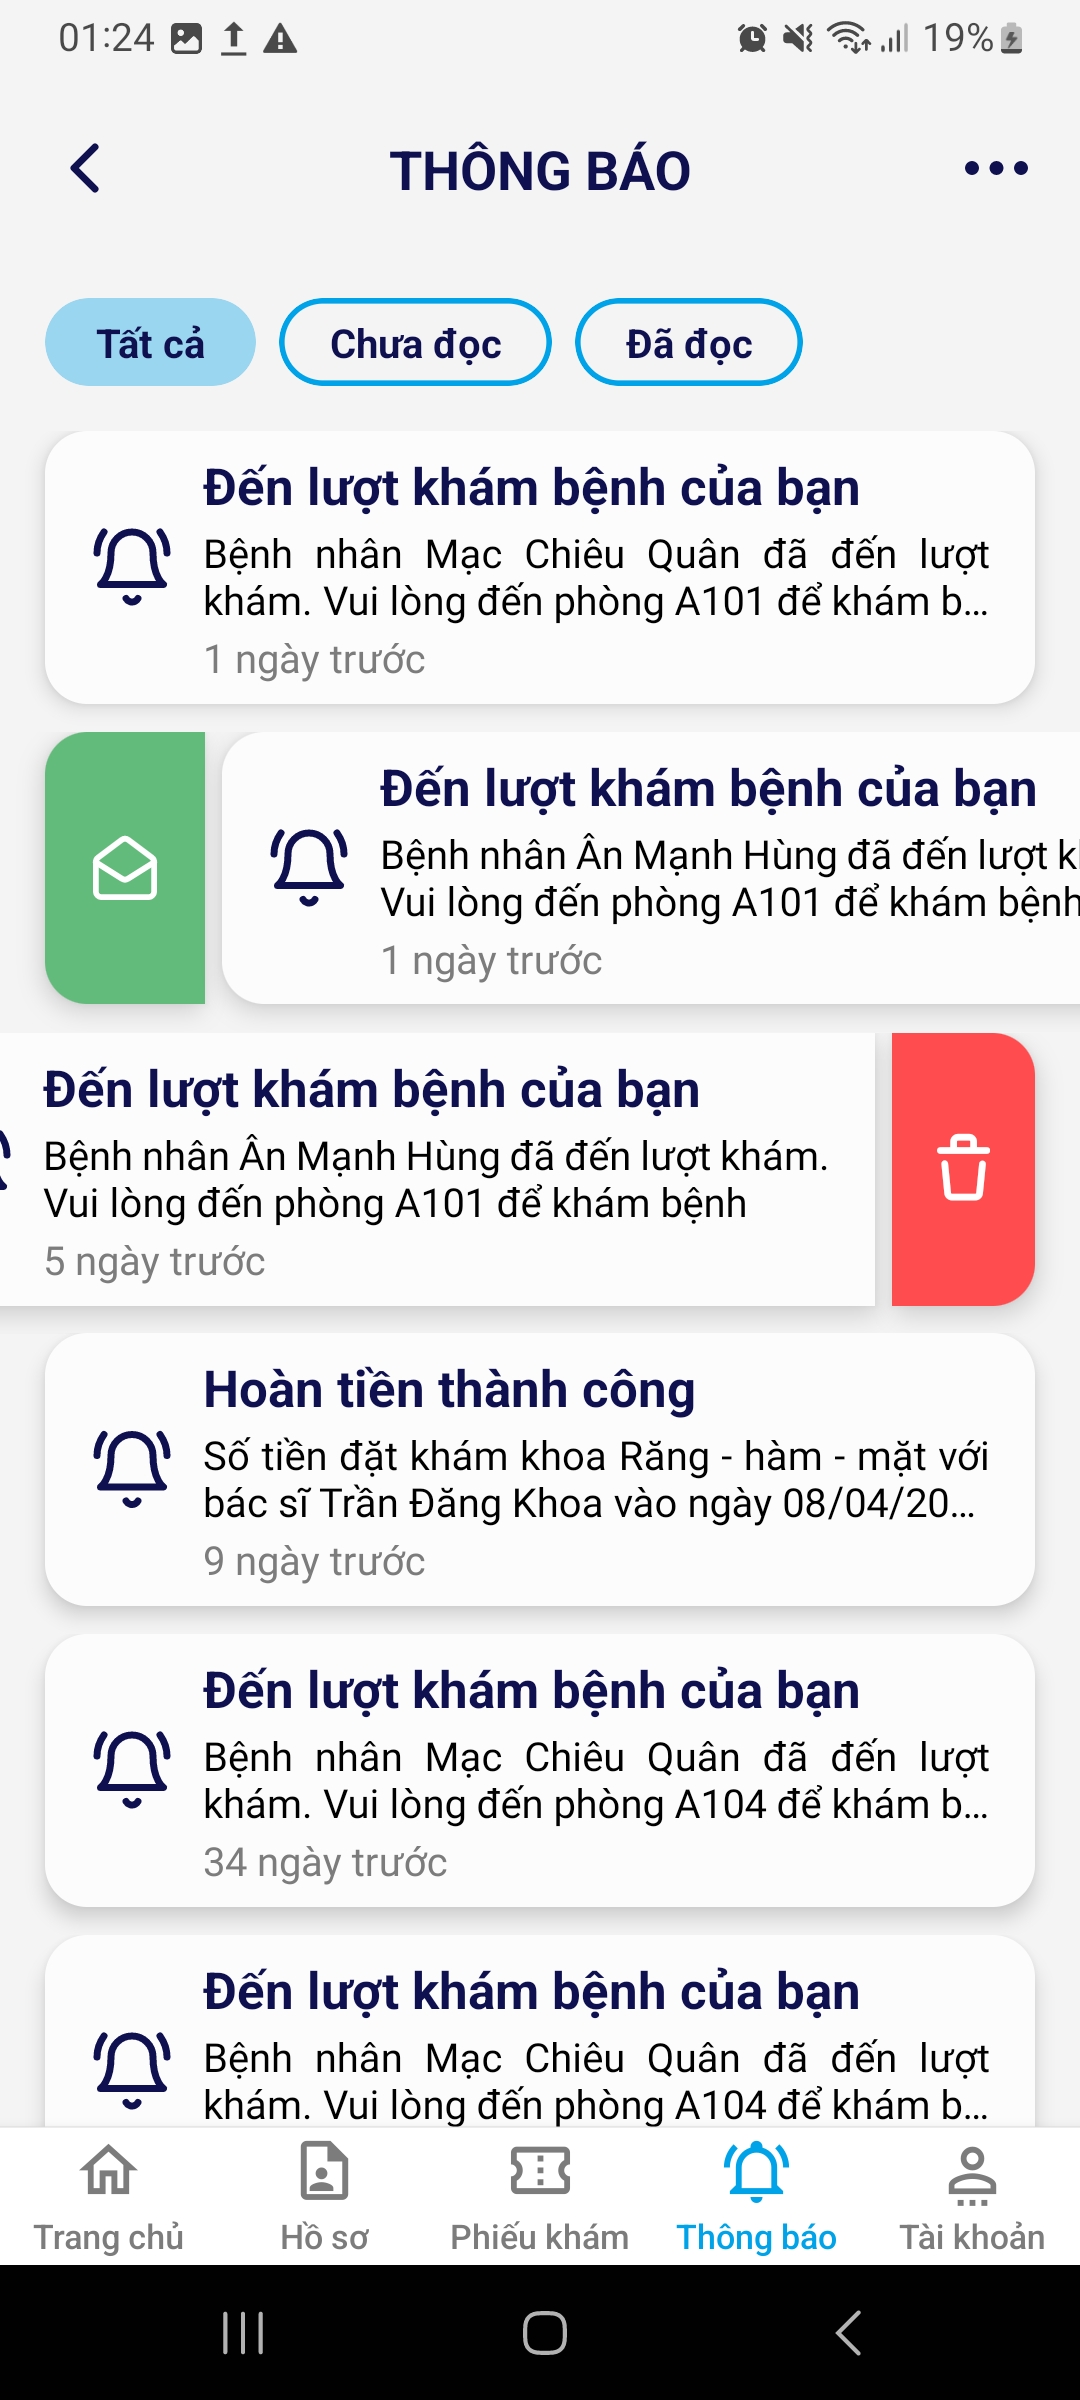 01:24
19%
THÔNG BÁO
Tất cả
Chưa đọc
Đã đọc
Đến lượt khám bệnh của bạn
Bệnh nhân Mạc Chiêu Quân đã đến lượt
khám. Vui lòng đến phòng A101 để khám b...
1 ngày trước
Đến lượt khám bệnh của bạn
Bệnh nhân Ân Mạnh Hùng đã đến lượt k
Vui lòng đến phòng A101 để khám bệnh
1 ngày trước
Đến lượt khám bệnh của bạn
Bệnh nhân Ân Mạnh Hùng đã đến lượt khám.
Vui lòng đến phòng A101 để khám bệnh
5 ngày trước
Hoàn tiền thành công
Số tiền đặt khám khoa Răng - hàm - mặt với
bác sĩ Trần Đăng Khoa vào ngày 08/04/20...
9 ngày trước
Đến lượt khám bệnh của bạn
Bệnh nhân Mạc Chiêu Quân đã đến lượt
khám. Vui lòng đến phòng A104 để khám b...
34 ngày trước
Đến lượt khám bệnh của bạn
Bệnh nhân Mạc Chiêu Quân đã đến lượt
khám. Vui lòng đến phòng A104 để khám b...
Trang chủ
Hồ sơ
Phiếu khám
Thông báo
Tài khoản